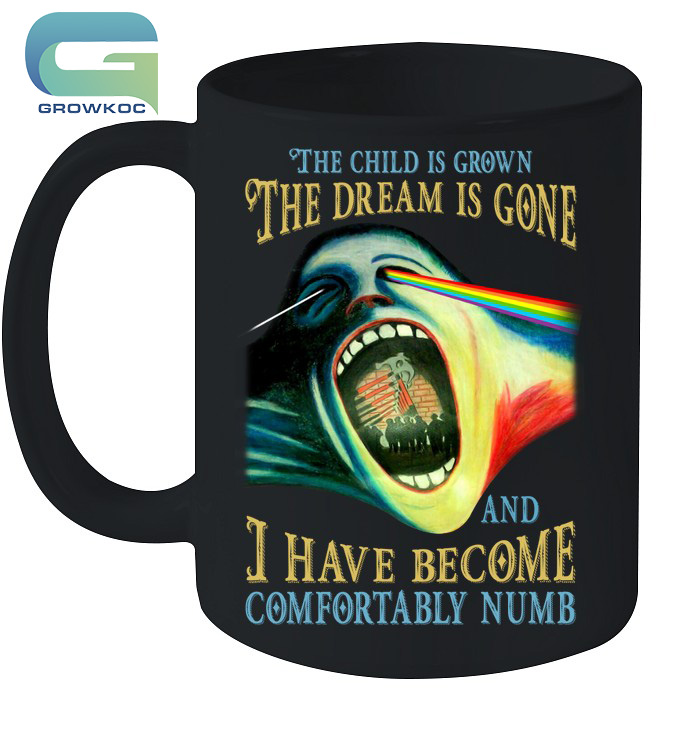 GROWKOC
THE CHILD IS GROWN
THE DREAM IS GONE
AND
I HAVE BECOME
COMFORTABLY NUMB